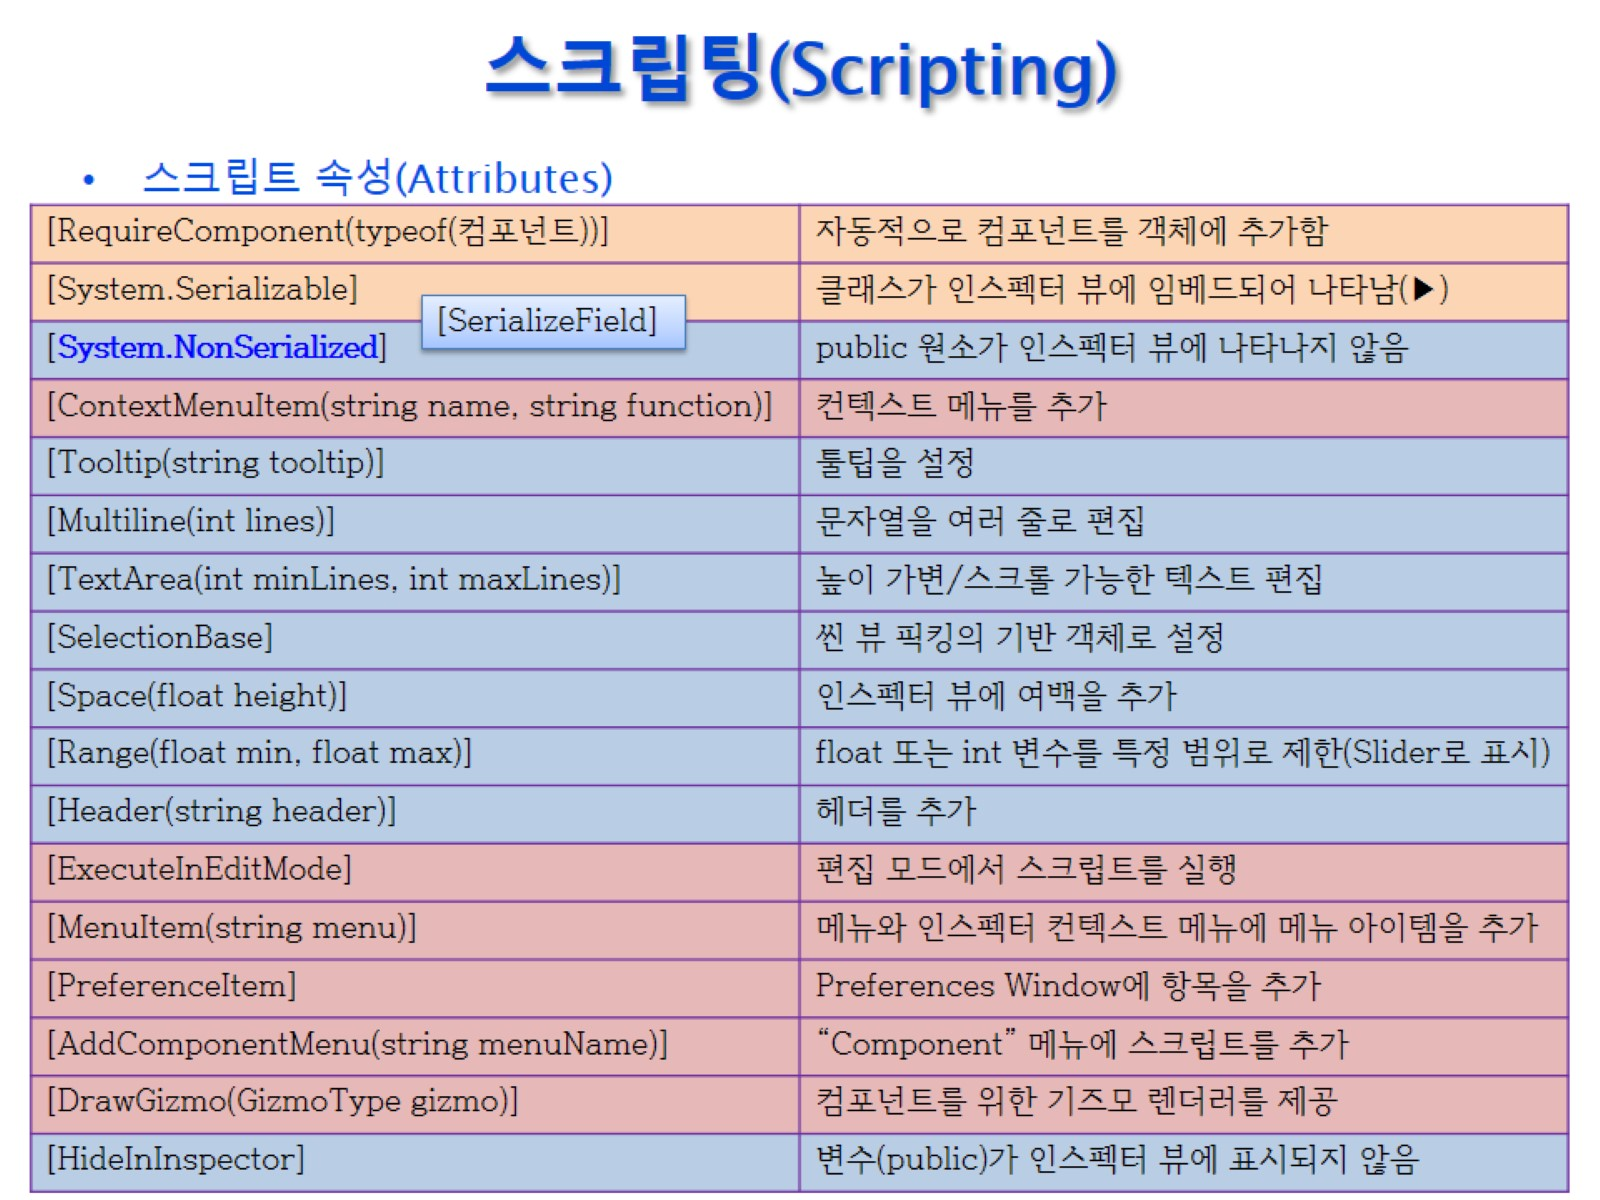 스크립팅(Scripting)
• 스크립트 속성(Attributes)
[RequireComponent(typeof(컴포넌트))] 자동적으로 컴포넌트를 객체에 추가함
[System.Serializable] 클래스가 인스펙터 뷰에 임베드되어 나타남(▶)
[SerializeField]
[System.NonSerialized] public 원소가 인스펙터 뷰에 나타나지 않음
[ContextMenuItem(string name, string function)] 컨텍스트 메뉴를 추가
[Tooltip(string tooltip)] 툴팁을 설정
[Multiline(int lines)] 문자열을 여러 줄로 편집
[TextArea(int minLines, int maxLines)] 높이 가변/스크롤 가능한 텍스트 편집
[SelectionBase] 씬 뷰 픽킹의 기반 객체로 설정
[Space(float height)] 인스펙터 뷰에 여백을 추가
[Range(float min, float max)] float 또는 int 변수를 특정 범위로 제한(Slider로 표시)
[Header(string header)] 헤더를 추가
[ExecuteInEditMode] 편집 모드에서 스크립트를 실행
[MenuItem(string menu)] 메뉴와 인스펙터 컨텍스트 메뉴에 메뉴 아이템을 추가
[PreferenceItem] Preferences Window에 항목을 추가
[AddComponentMenu(string menuName)] “Component” 메뉴에 스크립트를 추가
[DrawGizmo(GizmoType gizmo)] 컴포넌트를 위한 기즈모 렌더러를 제공
[HideInInspector] 변수(public)가 인스펙터 뷰에 표시되지 않음